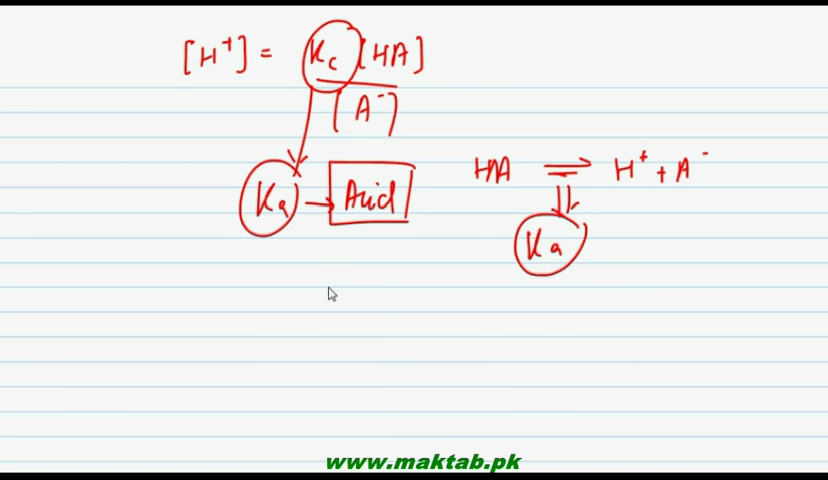 [H⁺] = Kc [HA]
[A⁻]
HA ⇌ H⁺ + A⁻
Ka → Acid
Ka
www.maktab.pk